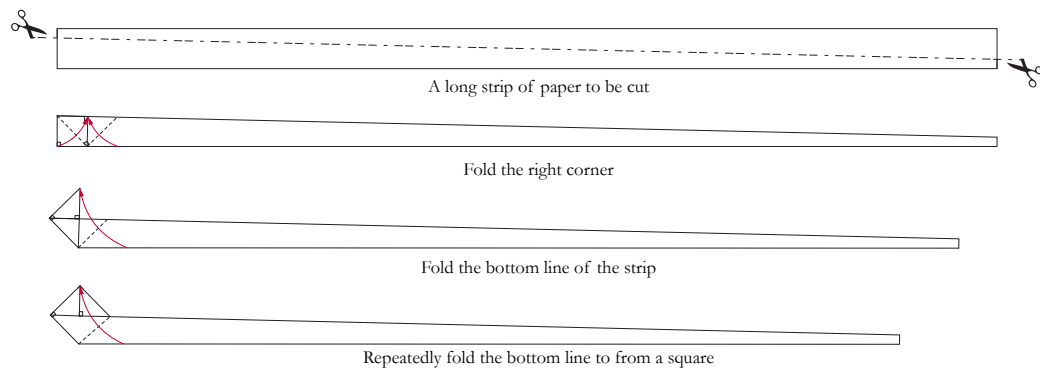 A long strip of paper to be cut
Fold the right corner
Fold the bottom line of the strip
Repeatedly fold the bottom line to from a square